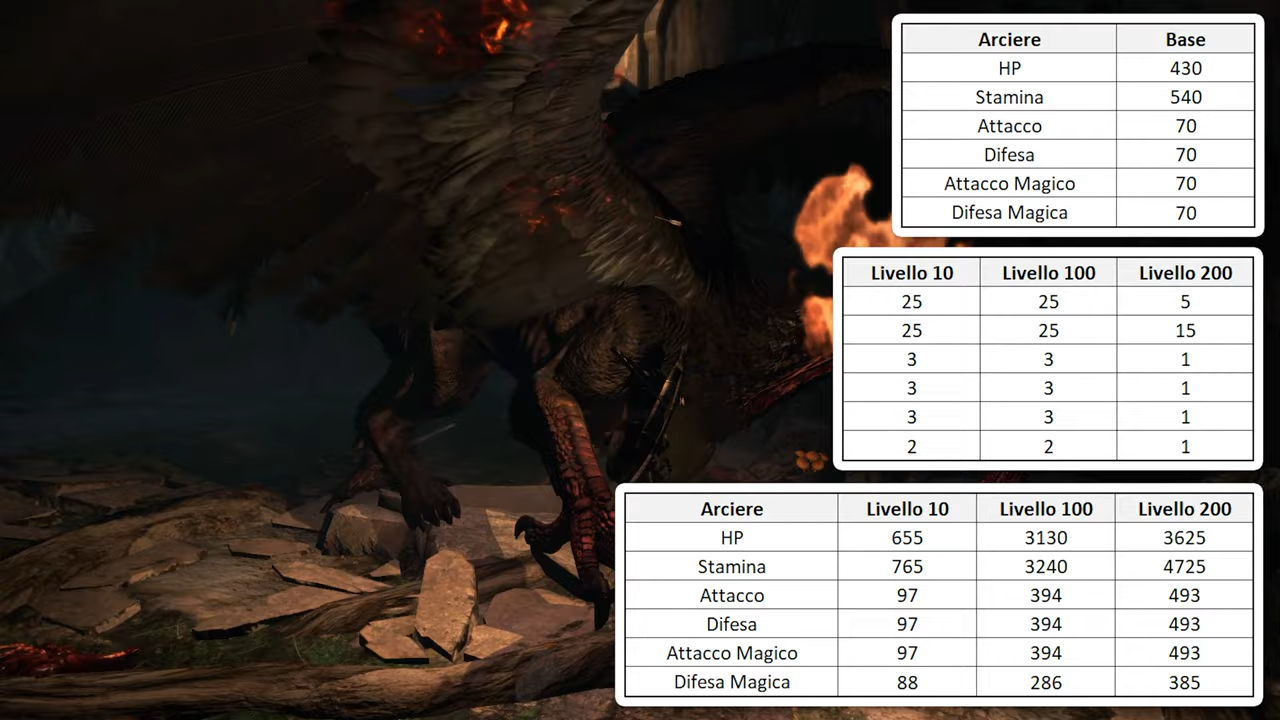 Arciere Base
HP 430
Stamina 540
Attacco 70
Difesa 70
Attacco Magico 70
Difesa Magica 70
Livello 10 Livello 100 Livello 200
25 25 5
25 25 15
3 3 1
3 3 1
3 3 1
2 2 1
Arciere Livello 10 Livello 100 Livello 200
HP 655 3130 3625
Stamina 765 3240 4725
Attacco 97 394 493
Difesa 97 394 493
Attacco Magico 97 394 493
Difesa Magica 88 286 385